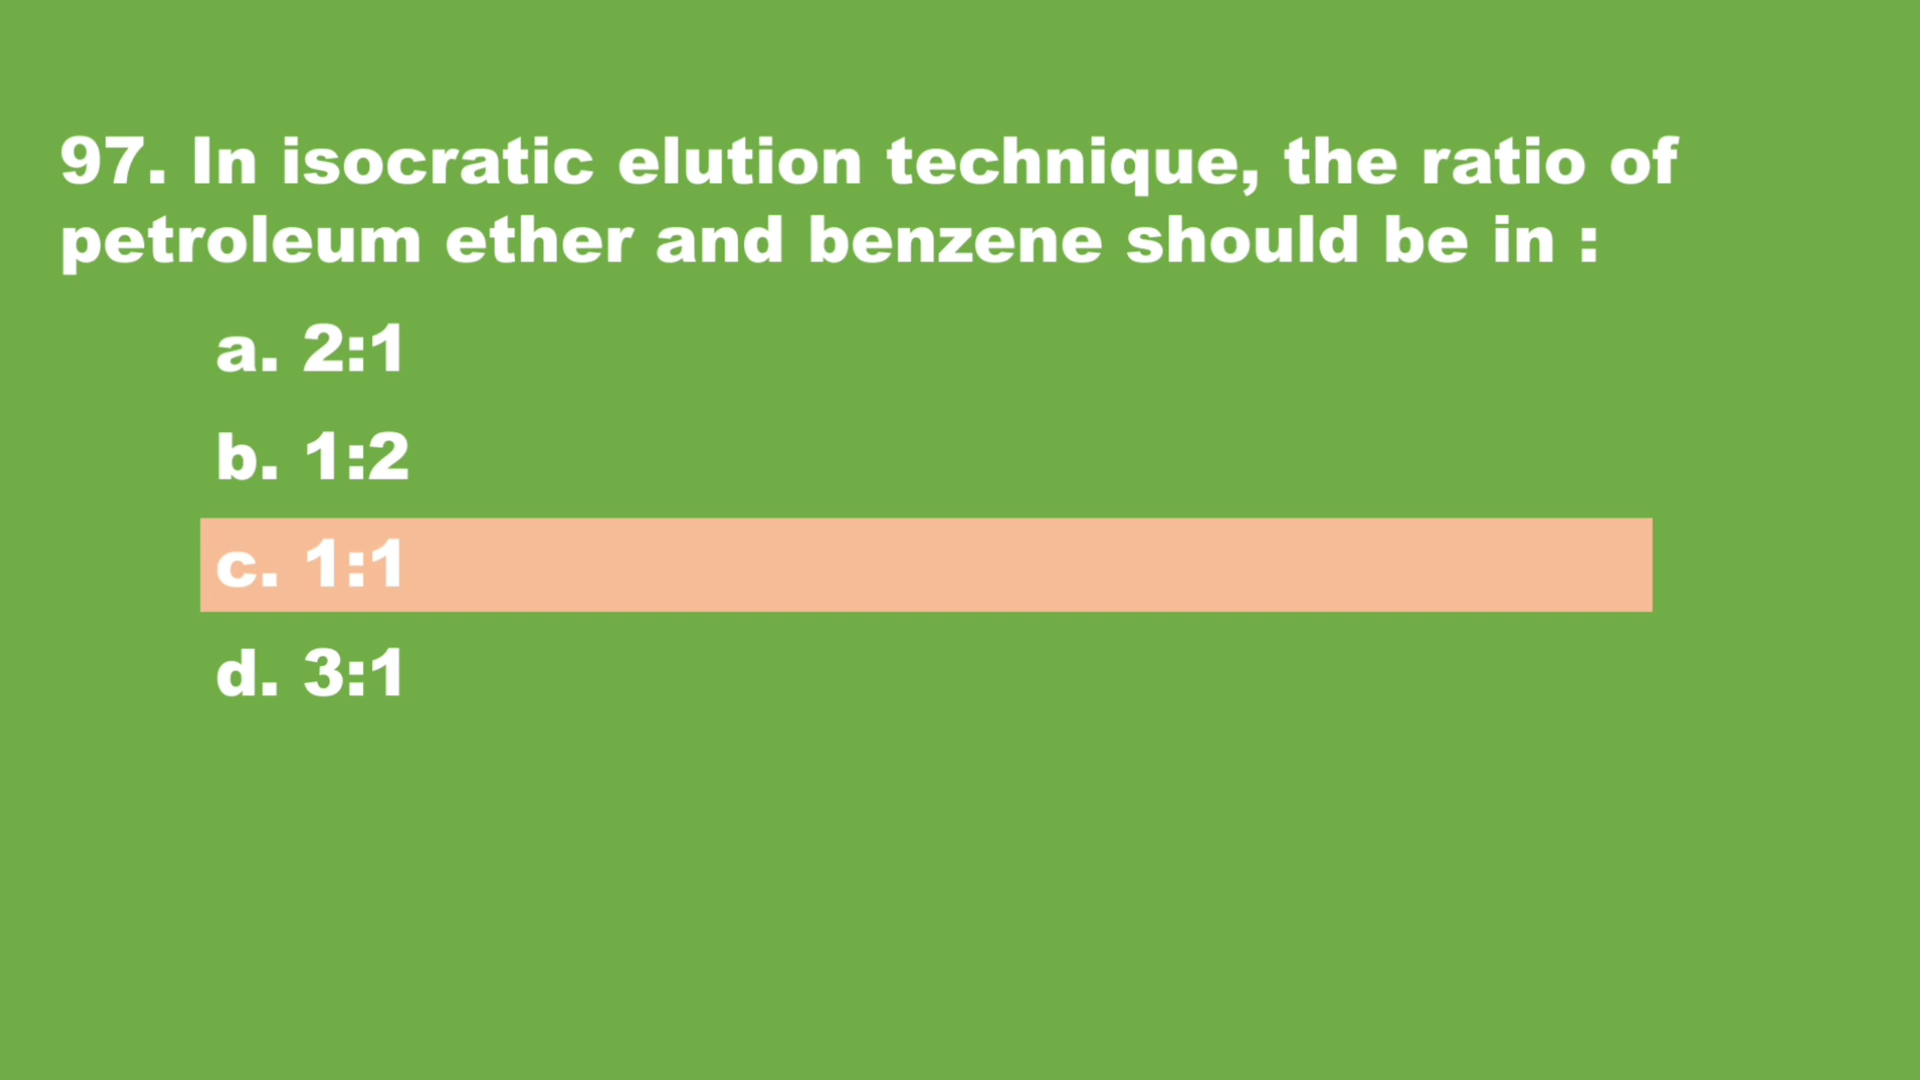 97. In isocratic elution technique, the ratio of
petroleum ether and benzene should be in :
a. 2:1
b. 1:2
c. 1:1
d. 3:1